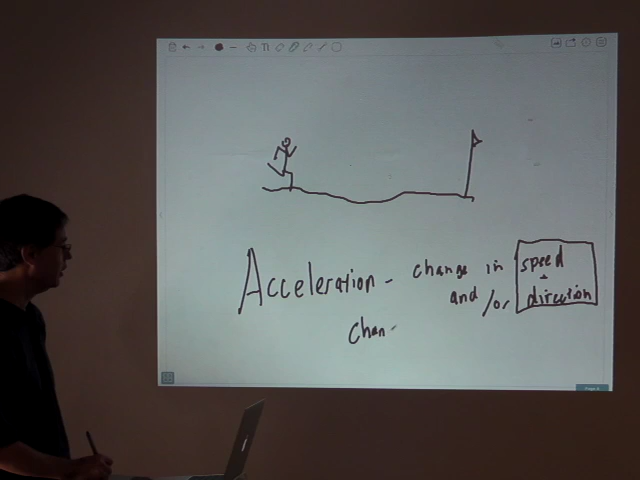 Acceleration - change in speed
and /or direction
Chan